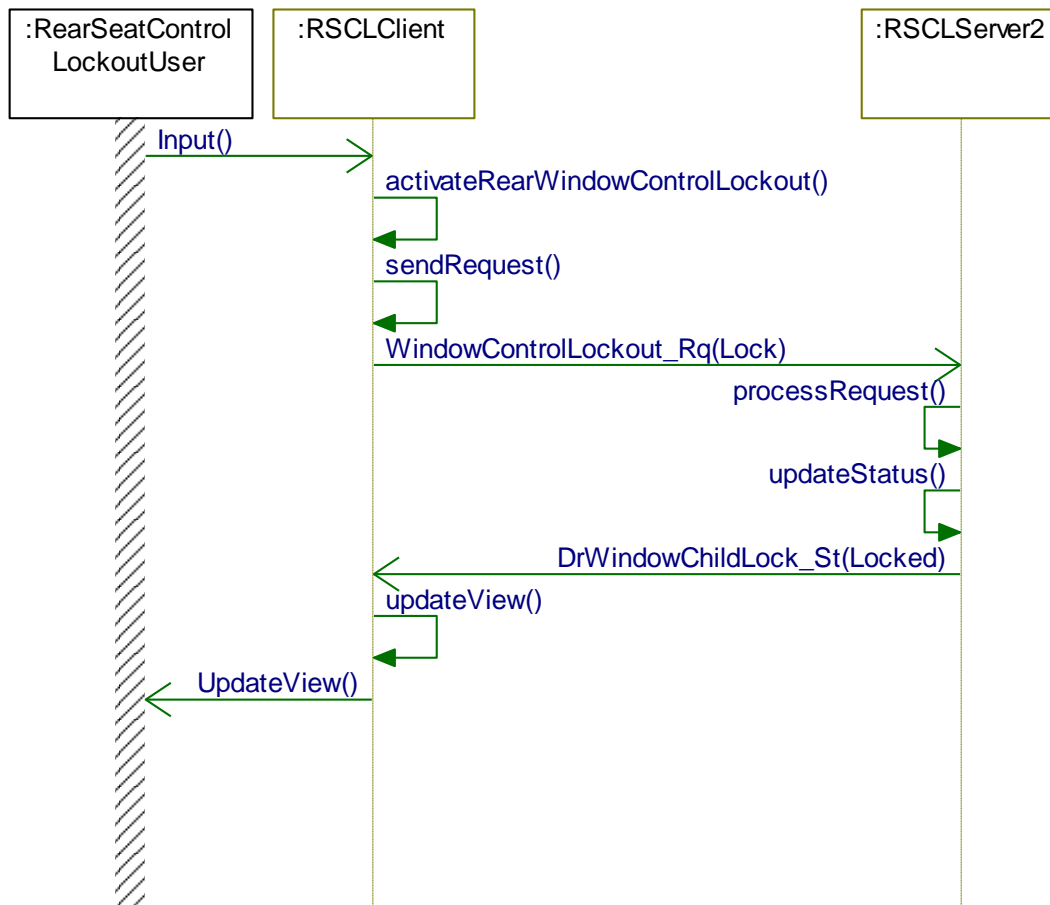 :RearSeatControl
LockoutUser
:RSCLClient
:RSCLServer2
Input()
activateRearWindowControlLockout()
sendRequest()
WindowControlLockout_Rq(Lock)
processRequest()
updateStatus()
DrWindowChildLock_St(Locked)
updateView()
UpdateView()